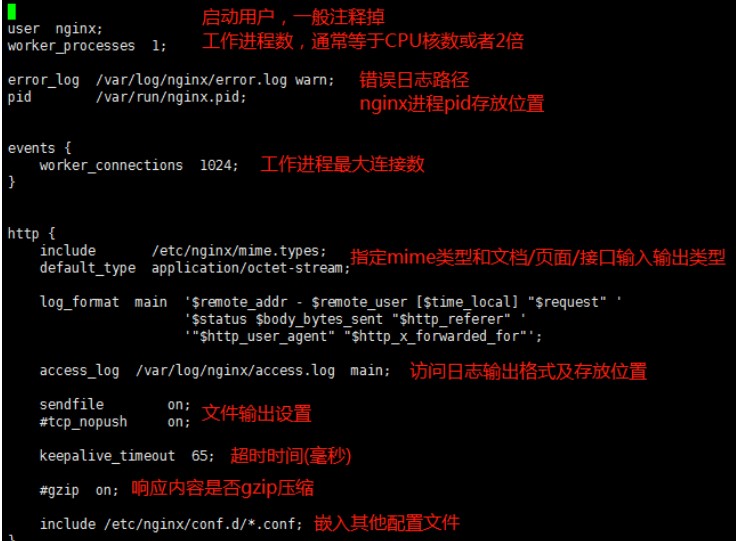 启动用户，一般注释掉
user  nginx;
工作进程数，通常等于CPU核数或者2倍
worker_processes  1;
error_log  /var/log/nginx/error.log warn; 错误日志路径
pid        /var/run/nginx.pid;
nginx进程pid存放位置
events {
worker_connections  1024; 工作进程最大连接数
}
http {
include       /etc/nginx/mime.types;
指定mime类型和文档/页面/接口输入输出类型
default_type  application/octet-stream;
log_format  main  '$remote_addr - $remote_user [$time_local] "$request" '
'$status $body_bytes_sent "$http_referer" '
'"$http_user_agent" "$http_x_forwarded_for"';
access_log  /var/log/nginx/access.log  main; 访问日志输出格式及存放位置
sendfile        on;
文件输出设置
#tcp_nopush     on;
keepalive_timeout  65; 超时时间(毫秒)
#gzip  on; 响应内容是否gzip压缩
include /etc/nginx/conf.d/*.conf; 嵌入其他配置文件
}